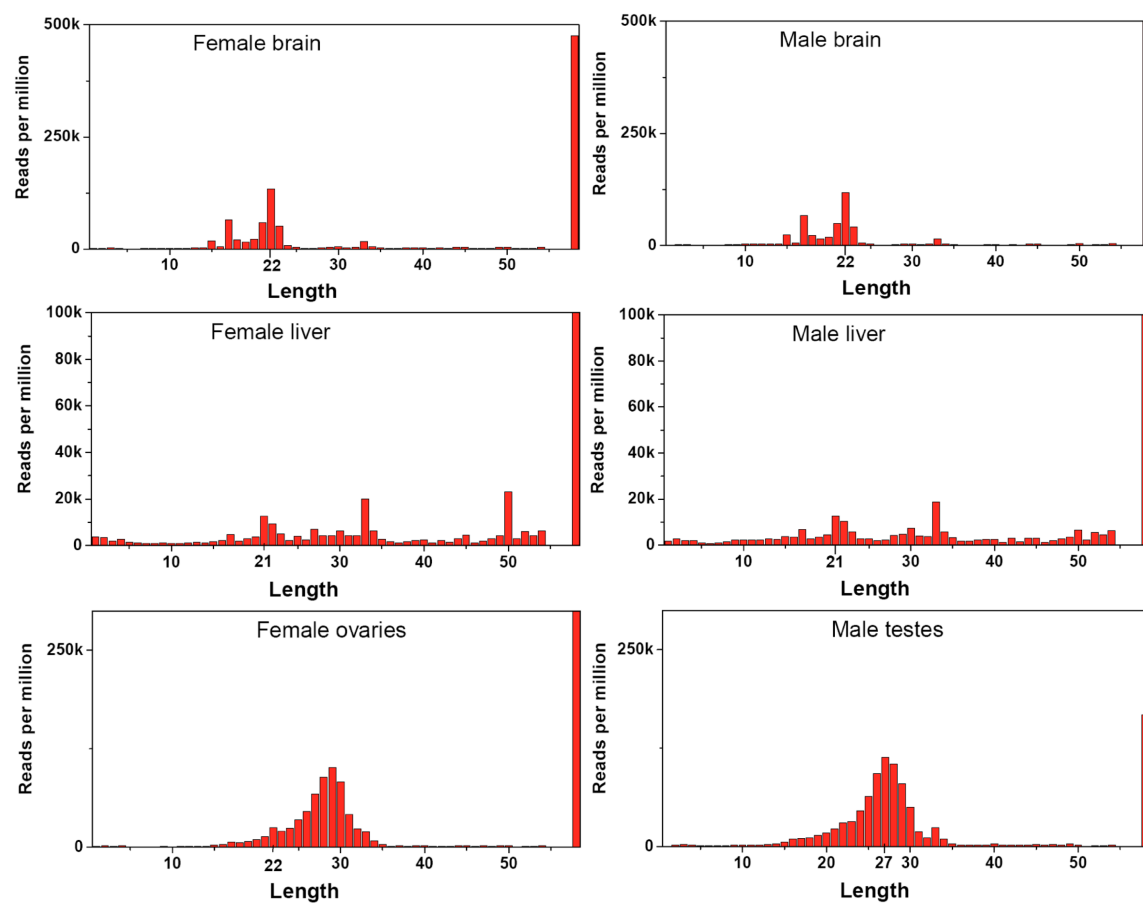 Female brain
Reads per million
500k
250k
0
10
22
30
40
50
Length
Male brain
Reads per million
500k
250k
0
10
22
30
40
50
Length
Female liver
Reads per million
100k
80k
60k
40k
20k
0
10
21
30
40
50
Length
Male liver
Reads per million
100k
80k
60k
40k
20k
0
10
21
30
40
50
Length
Female ovaries
Reads per million
250k
0
10
22
30
40
50
Length
Male testes
Reads per million
250k
0
10
20
27
30
40
50
Length